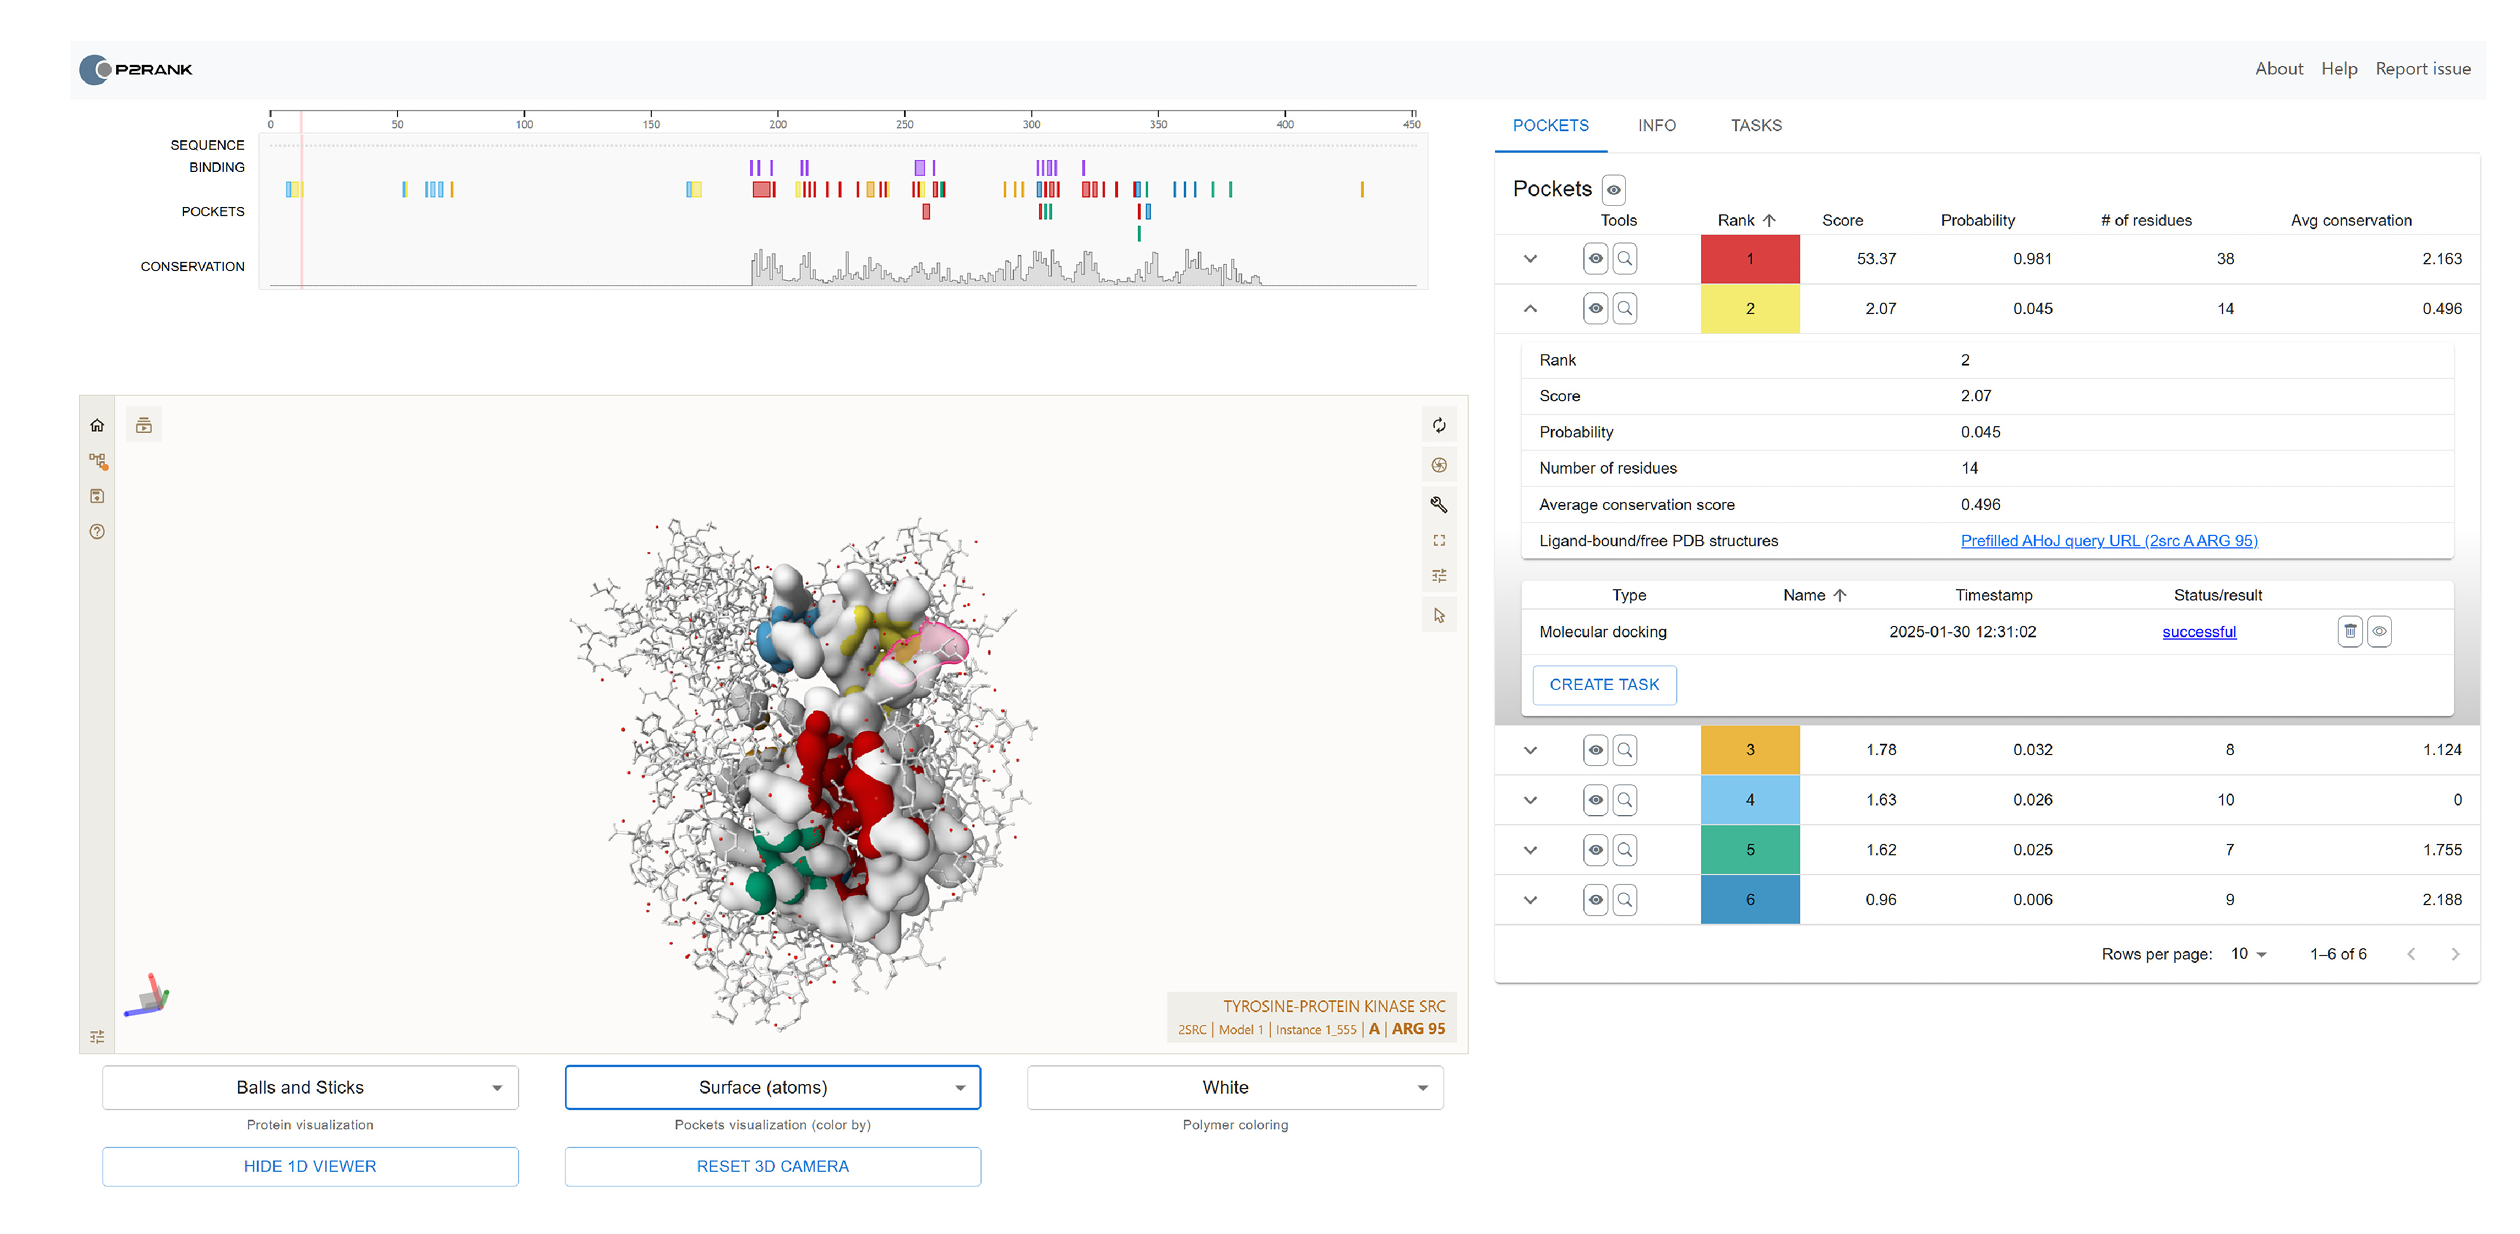 P2RANK
About Help Report issue
0 50 100 150 200 250 300 350 400 450
SEQUENCE
BINDING
POCKETS
CONSERVATION
TYROSINE-PROTEIN KINASE SRC
2SRC | Model 1 | Instance 1_555 | A | ARG 95
Balls and Sticks
Protein visualization
Surface (atoms)
Pockets visualization (color by)
White
Polymer coloring
HIDE 1D VIEWER
RESET 3D CAMERA
POCKETS INFO TASKS
Pockets
Tools Rank Score Probability # of residues Avg conservation
1 53.37 0.981 38 2.163
2 2.07 0.045 14 0.496
Rank 2
Score 2.07
Probability 0.045
Number of residues 14
Average conservation score 0.496
Ligand-bound/free PDB structures Prefilled AHoJ query URL (2src A ARG 95)
Type Name Timestamp Status/result
Molecular docking 2025-01-30 12:31:02 successful
CREATE TASK
3 1.78 0.032 8 1.124
4 1.63 0.026 10 0
5 1.62 0.025 7 1.755
6 0.96 0.006 9 2.188
Rows per page: 10 1–6 of 6